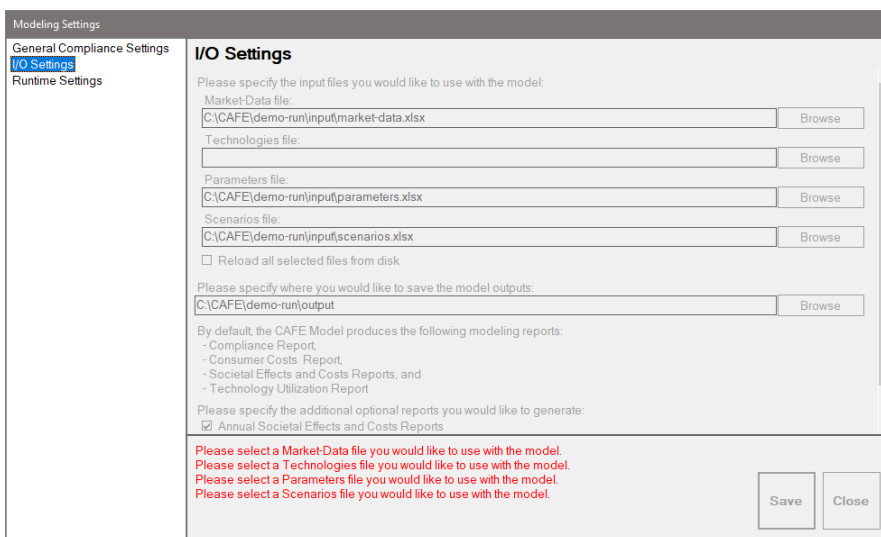 Modeling Settings
General Compliance Settings
I/O Settings
Runtime Settings
I/O Settings
Please specify the input files you would like to use with the model:
Market-Data file:
C:\CAFE\demo-run\input\market-data.xlsx
Browse
Technologies file:
Browse
Parameters file:
C:\CAFE\demo-run\input\parameters.xlsx
Browse
Scenarios file:
C:\CAFE\demo-run\input\scenarios.xlsx
Browse
Reload all selected files from disk
Please specify where you would like to save the model outputs:
C:\CAFE\demo-run\output
Browse
By default, the CAFE Model produces the following modeling reports:
- Compliance Report,
- Consumer Costs Report,
- Societal Effects and Costs Reports, and
- Technology Utilization Report
Please specify the additional optional reports you would like to generate:
Annual Societal Effects and Costs Reports
Please select a Market-Data file you would like to use with the model.
Please select a Technologies file you would like to use with the model.
Please select a Parameters file you would like to use with the model.
Please select a Scenarios file you would like to use with the model.
Save
Close